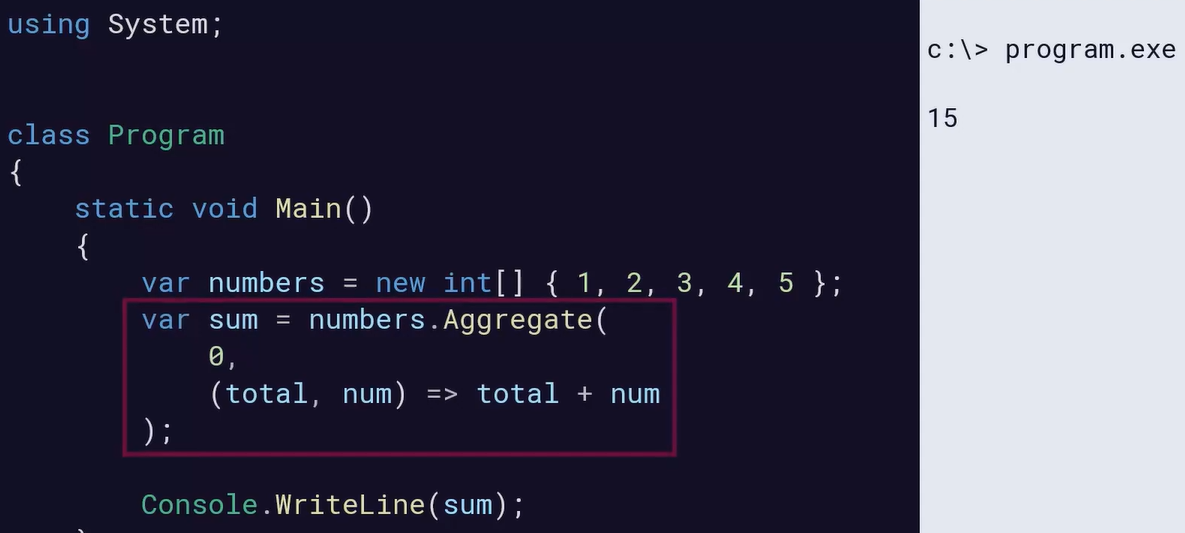 using System;
class Program
{
static void Main()
{
var numbers = new int[] { 1, 2, 3, 4, 5 };
var sum = numbers.Aggregate(
0,
(total, num) => total + num
);
Console.WriteLine(sum);
c:\> program.exe
15